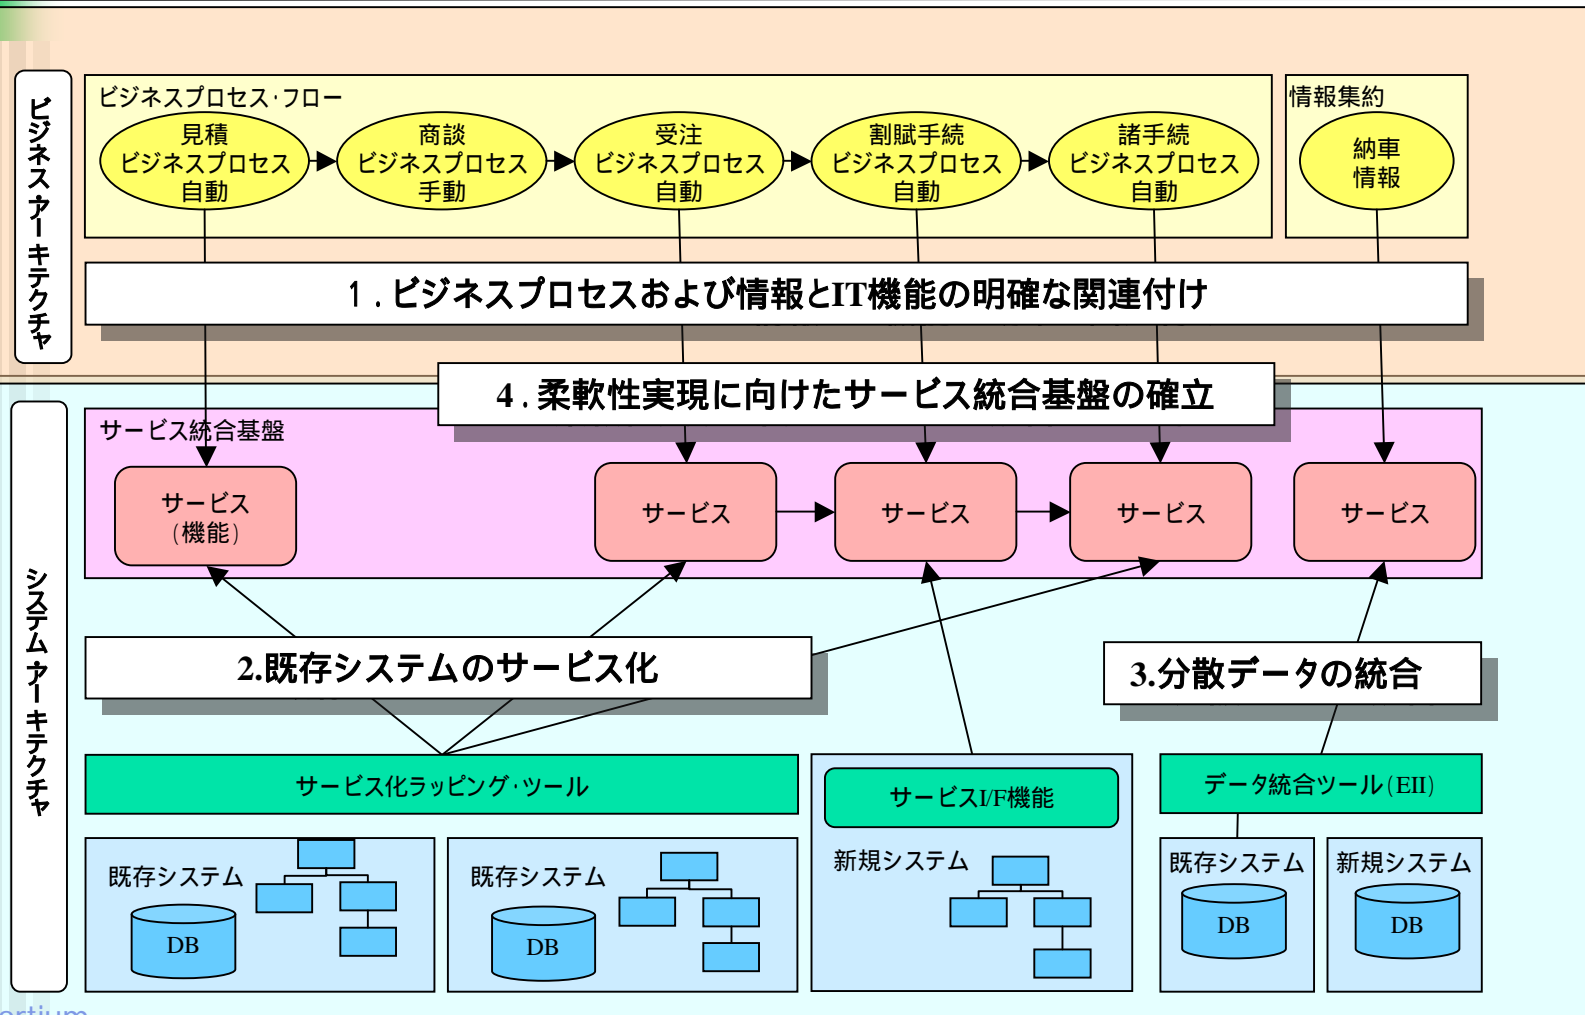 ビジネス・アーキテクチャ
ビジネスプロセス・フロー
情報集約
見積
ビジネスプロセス
自動
商談
ビジネスプロセス
手動
受注
ビジネスプロセス
自動
割賦手続
ビジネスプロセス
自動
諸手続
ビジネスプロセス
自動
納車
情報
1．ビジネスプロセスおよび情報とIT機能の明確な関連付け
4．柔軟性実現に向けたサービス統合基盤の確立
システム・アーキテクチャ
サービス統合基盤
サービス
(機能)
サービス
サービス
サービス
サービス
2.既存システムのサービス化
3.分散データの統合
サービス化ラッピング・ツール
サービスI/F機能
データ統合ツール(EII)
既存システム
DB
既存システム
DB
新規システム
既存システム
DB
新規システム
DB